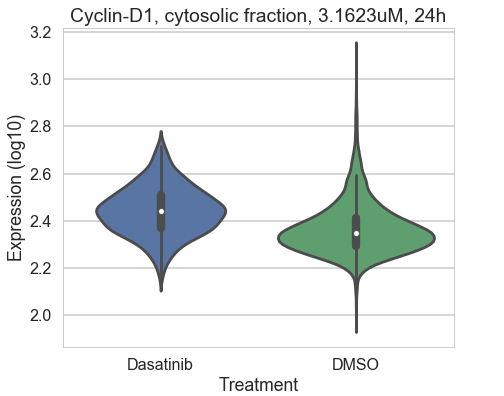 Cyclin-D1, cytosolic fraction, 3.1623uM, 24h
Expression (log10)
3.2
3.0
2.8
2.6
2.4
2.2
2.0
Dasatinib DMSO
Treatment